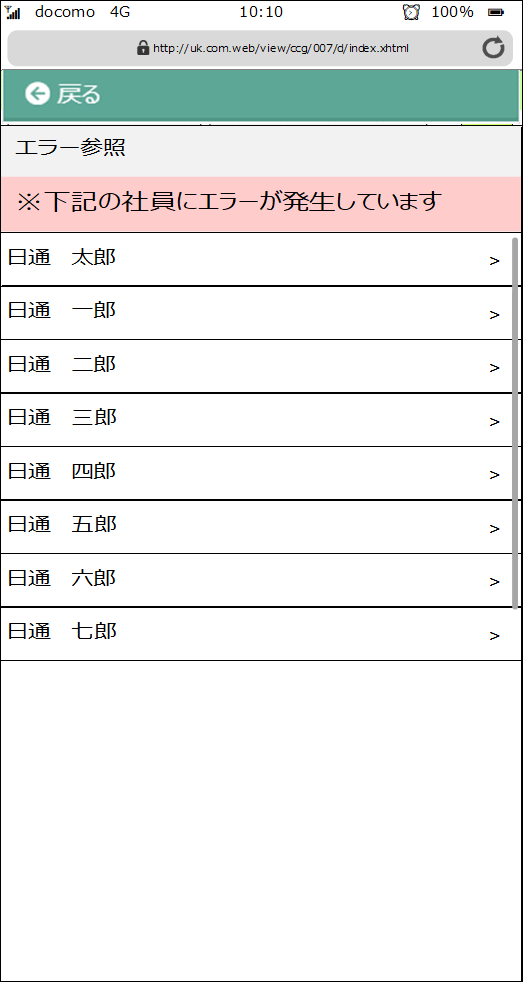 docomo 4G 10:10 100%
http://uk.com.web/view/ccg/007/d/index.xhtml
戻る
エラー参照
※下記の社員にエラーが発生しています
日通　太郎 >
日通　一郎 >
日通　二郎 >
日通　三郎 >
日通　四郎 >
日通　五郎 >
日通　六郎 >
日通　七郎 >